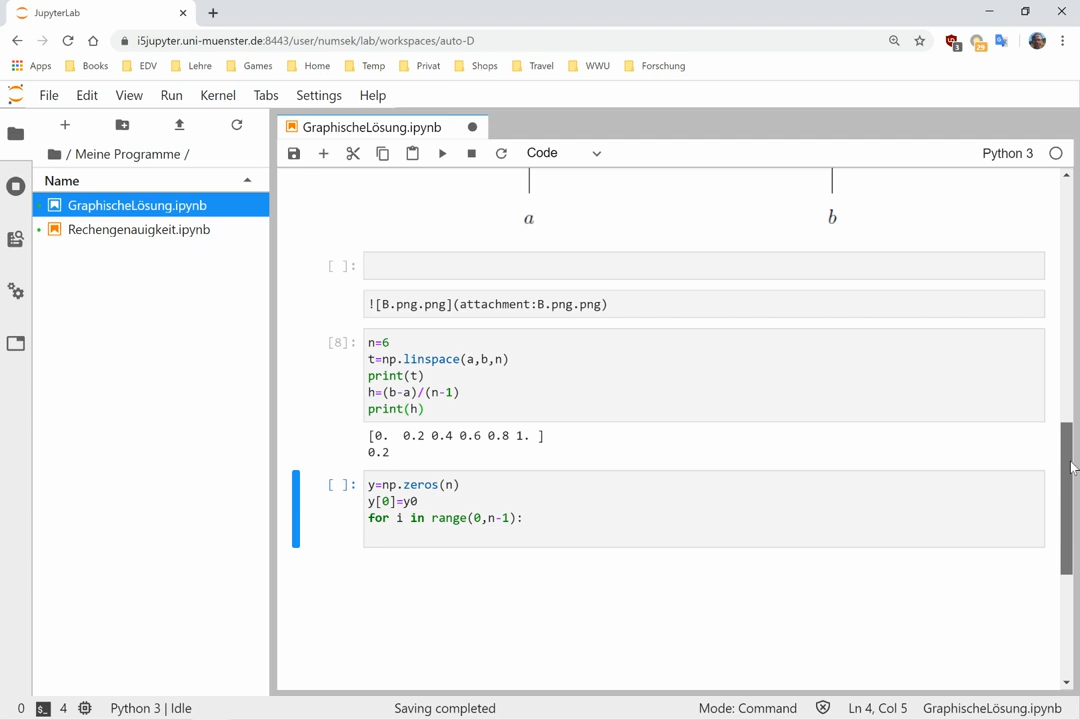 JupyterLab
i5jupyter.uni-muenster.de:8443/user/numsek/lab/workspaces/auto-D
3
29
Apps Books EDV Lehre Games Home Temp Privat Shops Travel WWU Forschung
File Edit View Run Kernel Tabs Settings Help
GraphischeLösung.ipynb
Code
Python 3
/ Meine Programme /
Name
GraphischeLösung.ipynb
Rechengenauigkeit.ipynb
a b
[ ]:
![B.png.png](attachment:B.png.png)
[8]: n=6
t=np.linspace(a,b,n)
print(t)
h=(b-a)/(n-1)
print(h)
[0. 0.2 0.4 0.6 0.8 1. ]
0.2
[ ]: y=np.zeros(n)
y[0]=y0
for i in range(0,n-1):
0 4 Python 3 | Idle Saving completed Mode: Command Ln 4, Col 5 GraphischeLösung.ipynb